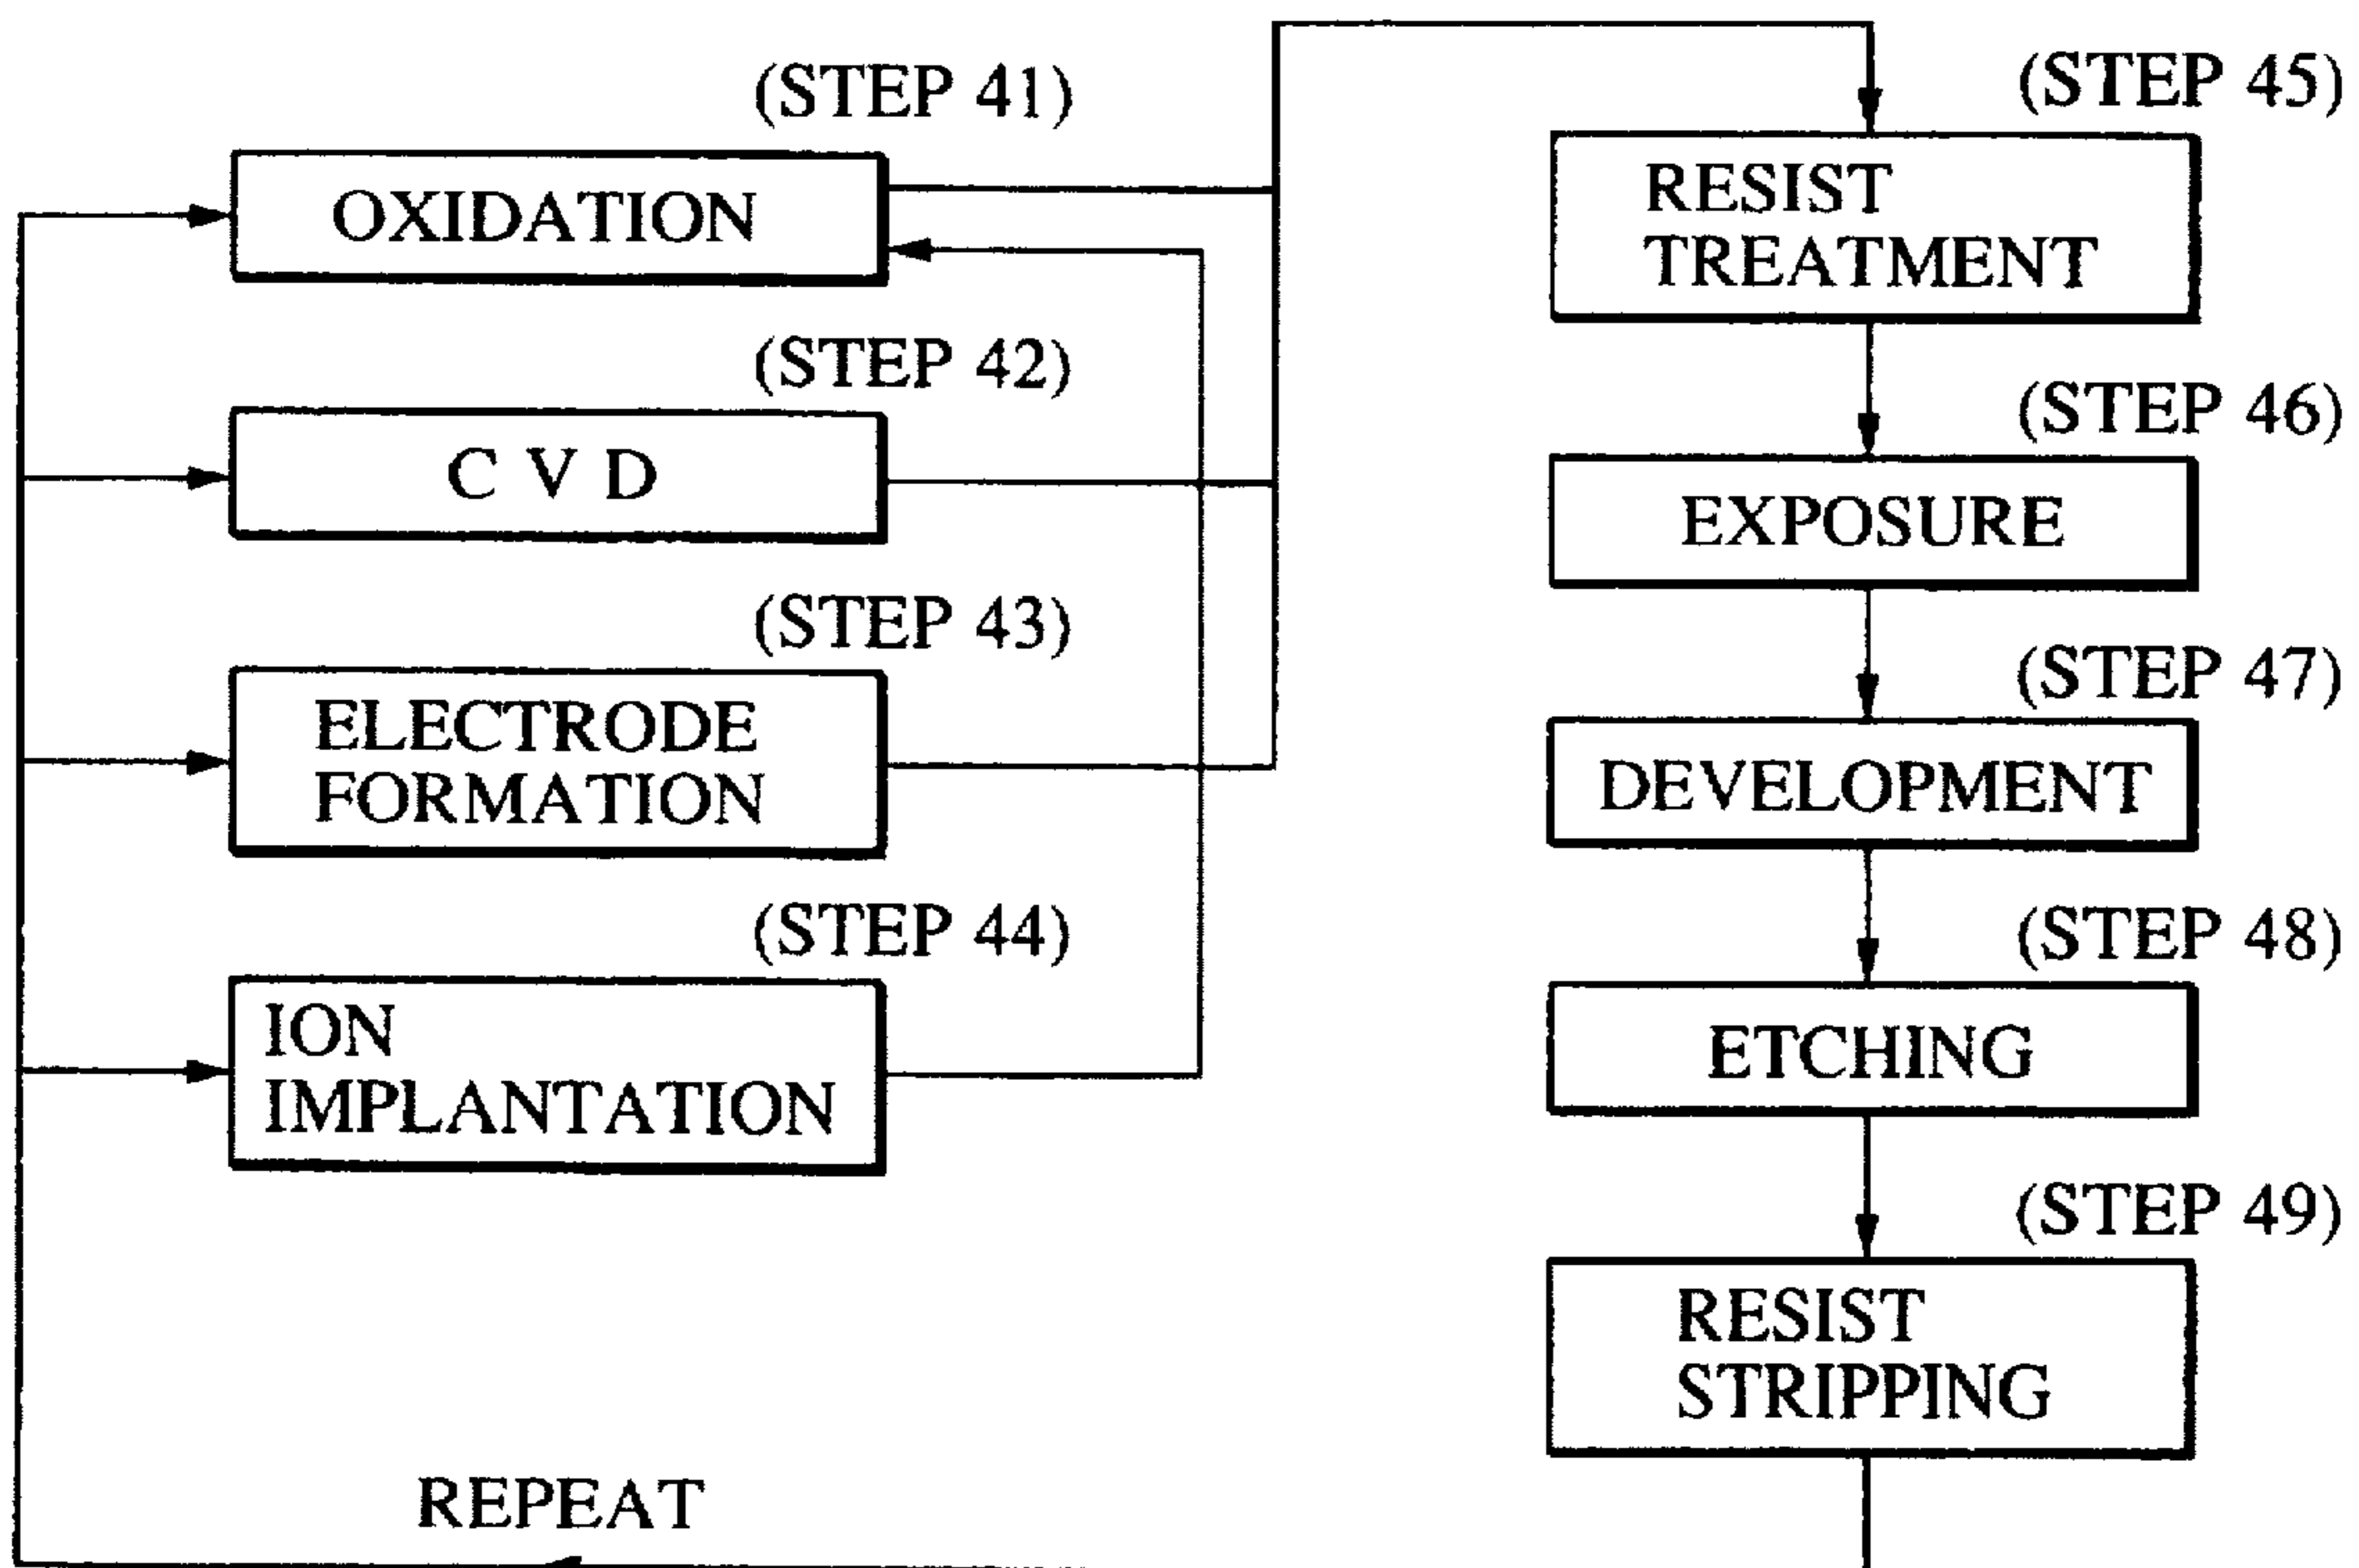 (STEP 41)
OXIDATION
(STEP 42)
C V D
(STEP 43)
ELECTRODE
FORMATION
(STEP 44)
ION
IMPLANTATION
REPEAT
(STEP 45)
RESIST
TREATMENT
(STEP 46)
EXPOSURE
(STEP 47)
DEVELOPMENT
(STEP 48)
ETCHING
(STEP 49)
RESIST
STRIPPING